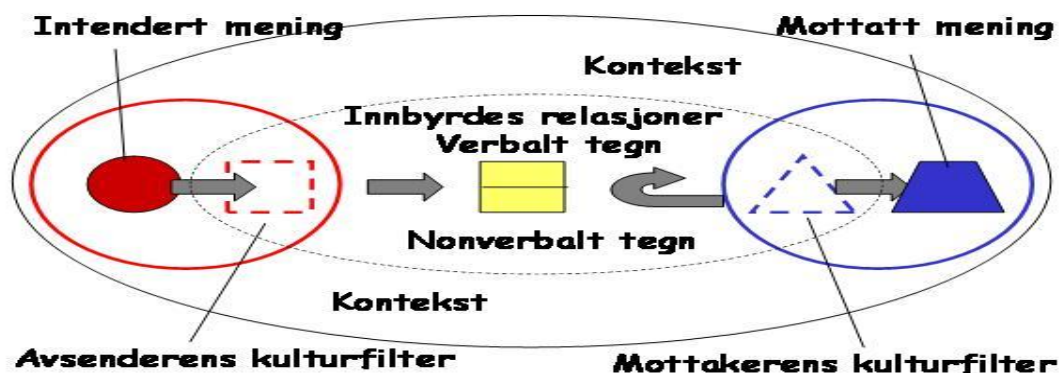 Intendert mening
Mottatt mening
Kontekst
Innbyrdes relasjoner
Verbalt tegn
Nonverbalt tegn
Kontekst
Avsenderens kulturfilter
Mottakerens kulturfilter